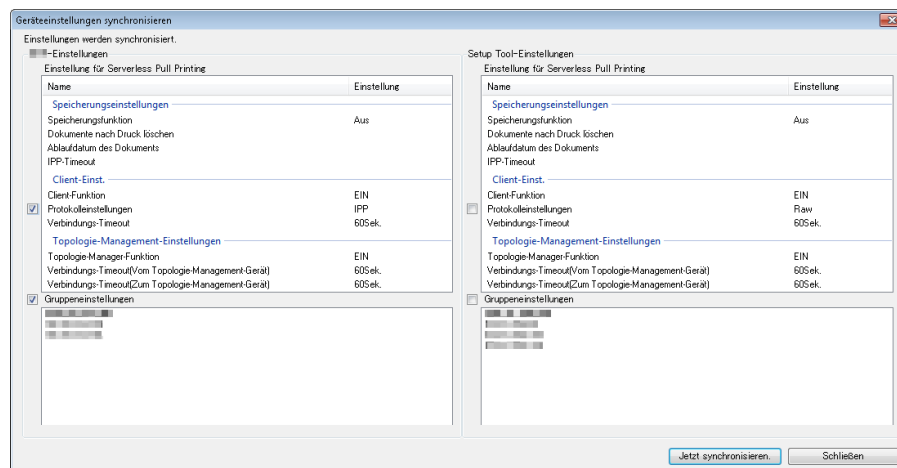 Geräteeinstellungen synchronisieren
Einstellungen werden synchronisiert.
-Einstellungen
Einstellung für Serverless Pull Printing
Name Einstellung
Speicherungseinstellungen
Speicherungsfunktion Aus
Dokumente nach Druck löschen
Ablaufdatum des Dokuments
IPP-Timeout
Client-Einst.
Client-Funktion EIN
Protokolleinstellungen IPP
Verbindungs-Timeout 60Sek.
Topologie-Management-Einstellungen
Topologie-Manager-Funktion EIN
Verbindungs-Timeout(Vom Topologie-Management-Gerät) 60Sek.
Verbindungs-Timeout(Zum Topologie-Management-Gerät) 60Sek.
Gruppeneinstellungen
Setup Tool-Einstellungen
Einstellung für Serverless Pull Printing
Name Einstellung
Speicherungseinstellungen
Speicherungsfunktion Aus
Dokumente nach Druck löschen
Ablaufdatum des Dokuments
IPP-Timeout
Client-Einst.
Client-Funktion EIN
Protokolleinstellungen Raw
Verbindungs-Timeout 60Sek.
Topologie-Management-Einstellungen
Topologie-Manager-Funktion EIN
Verbindungs-Timeout(Vom Topologie-Management-Gerät) 60Sek.
Verbindungs-Timeout(Zum Topologie-Management-Gerät) 60Sek.
Gruppeneinstellungen
Jetzt synchronisieren. Schließen